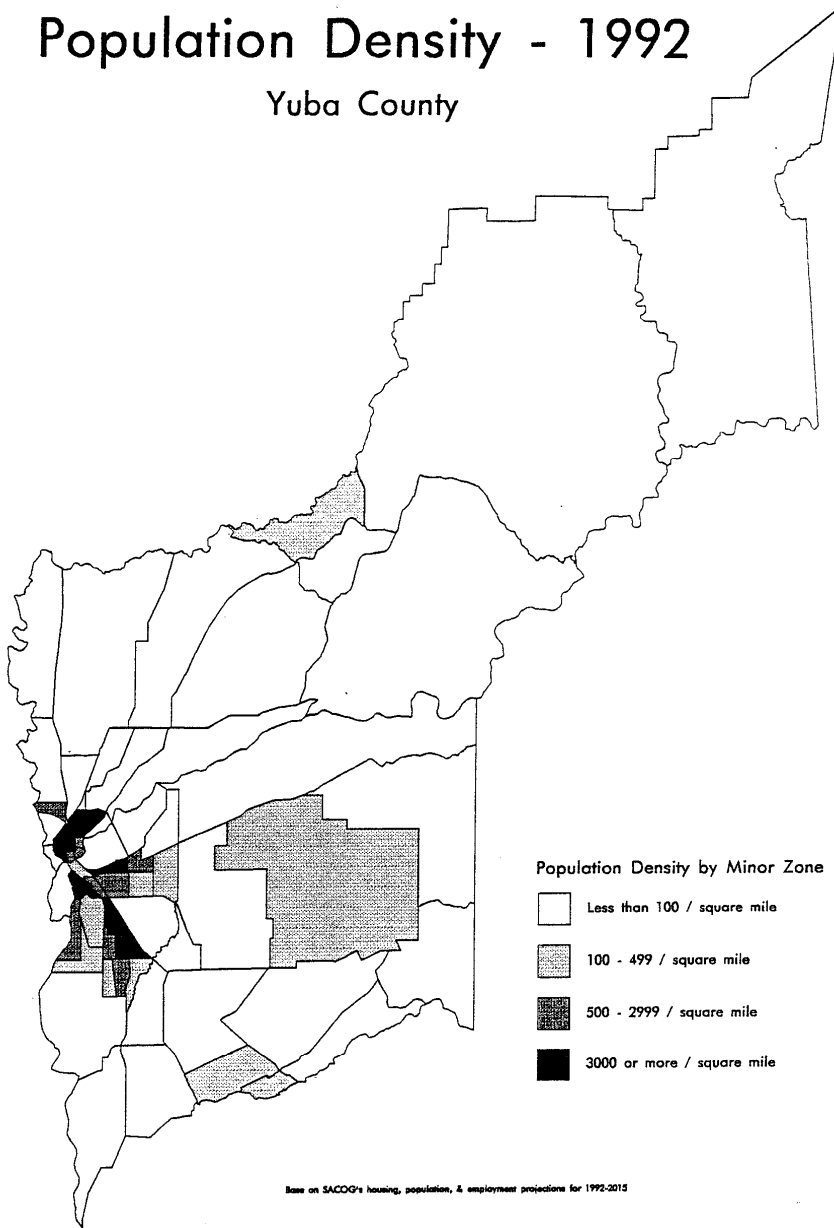 Population Density - 1992
Yuba County
Population Density by Minor Zone
Less than 100 / square mile
100 - 499 / square mile
500 - 2999 / square mile
3000 or more / square mile
Base on SACOG's housing, population, & employment projections for 1992-2015